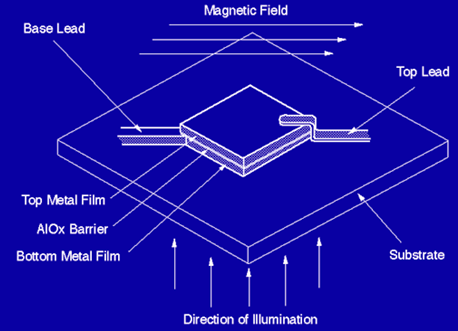 Magnetic Field
Base Lead
Top Lead
Top Metal Film
AlOx Barrier
Bottom Metal Film
Substrate
Direction of Illumination